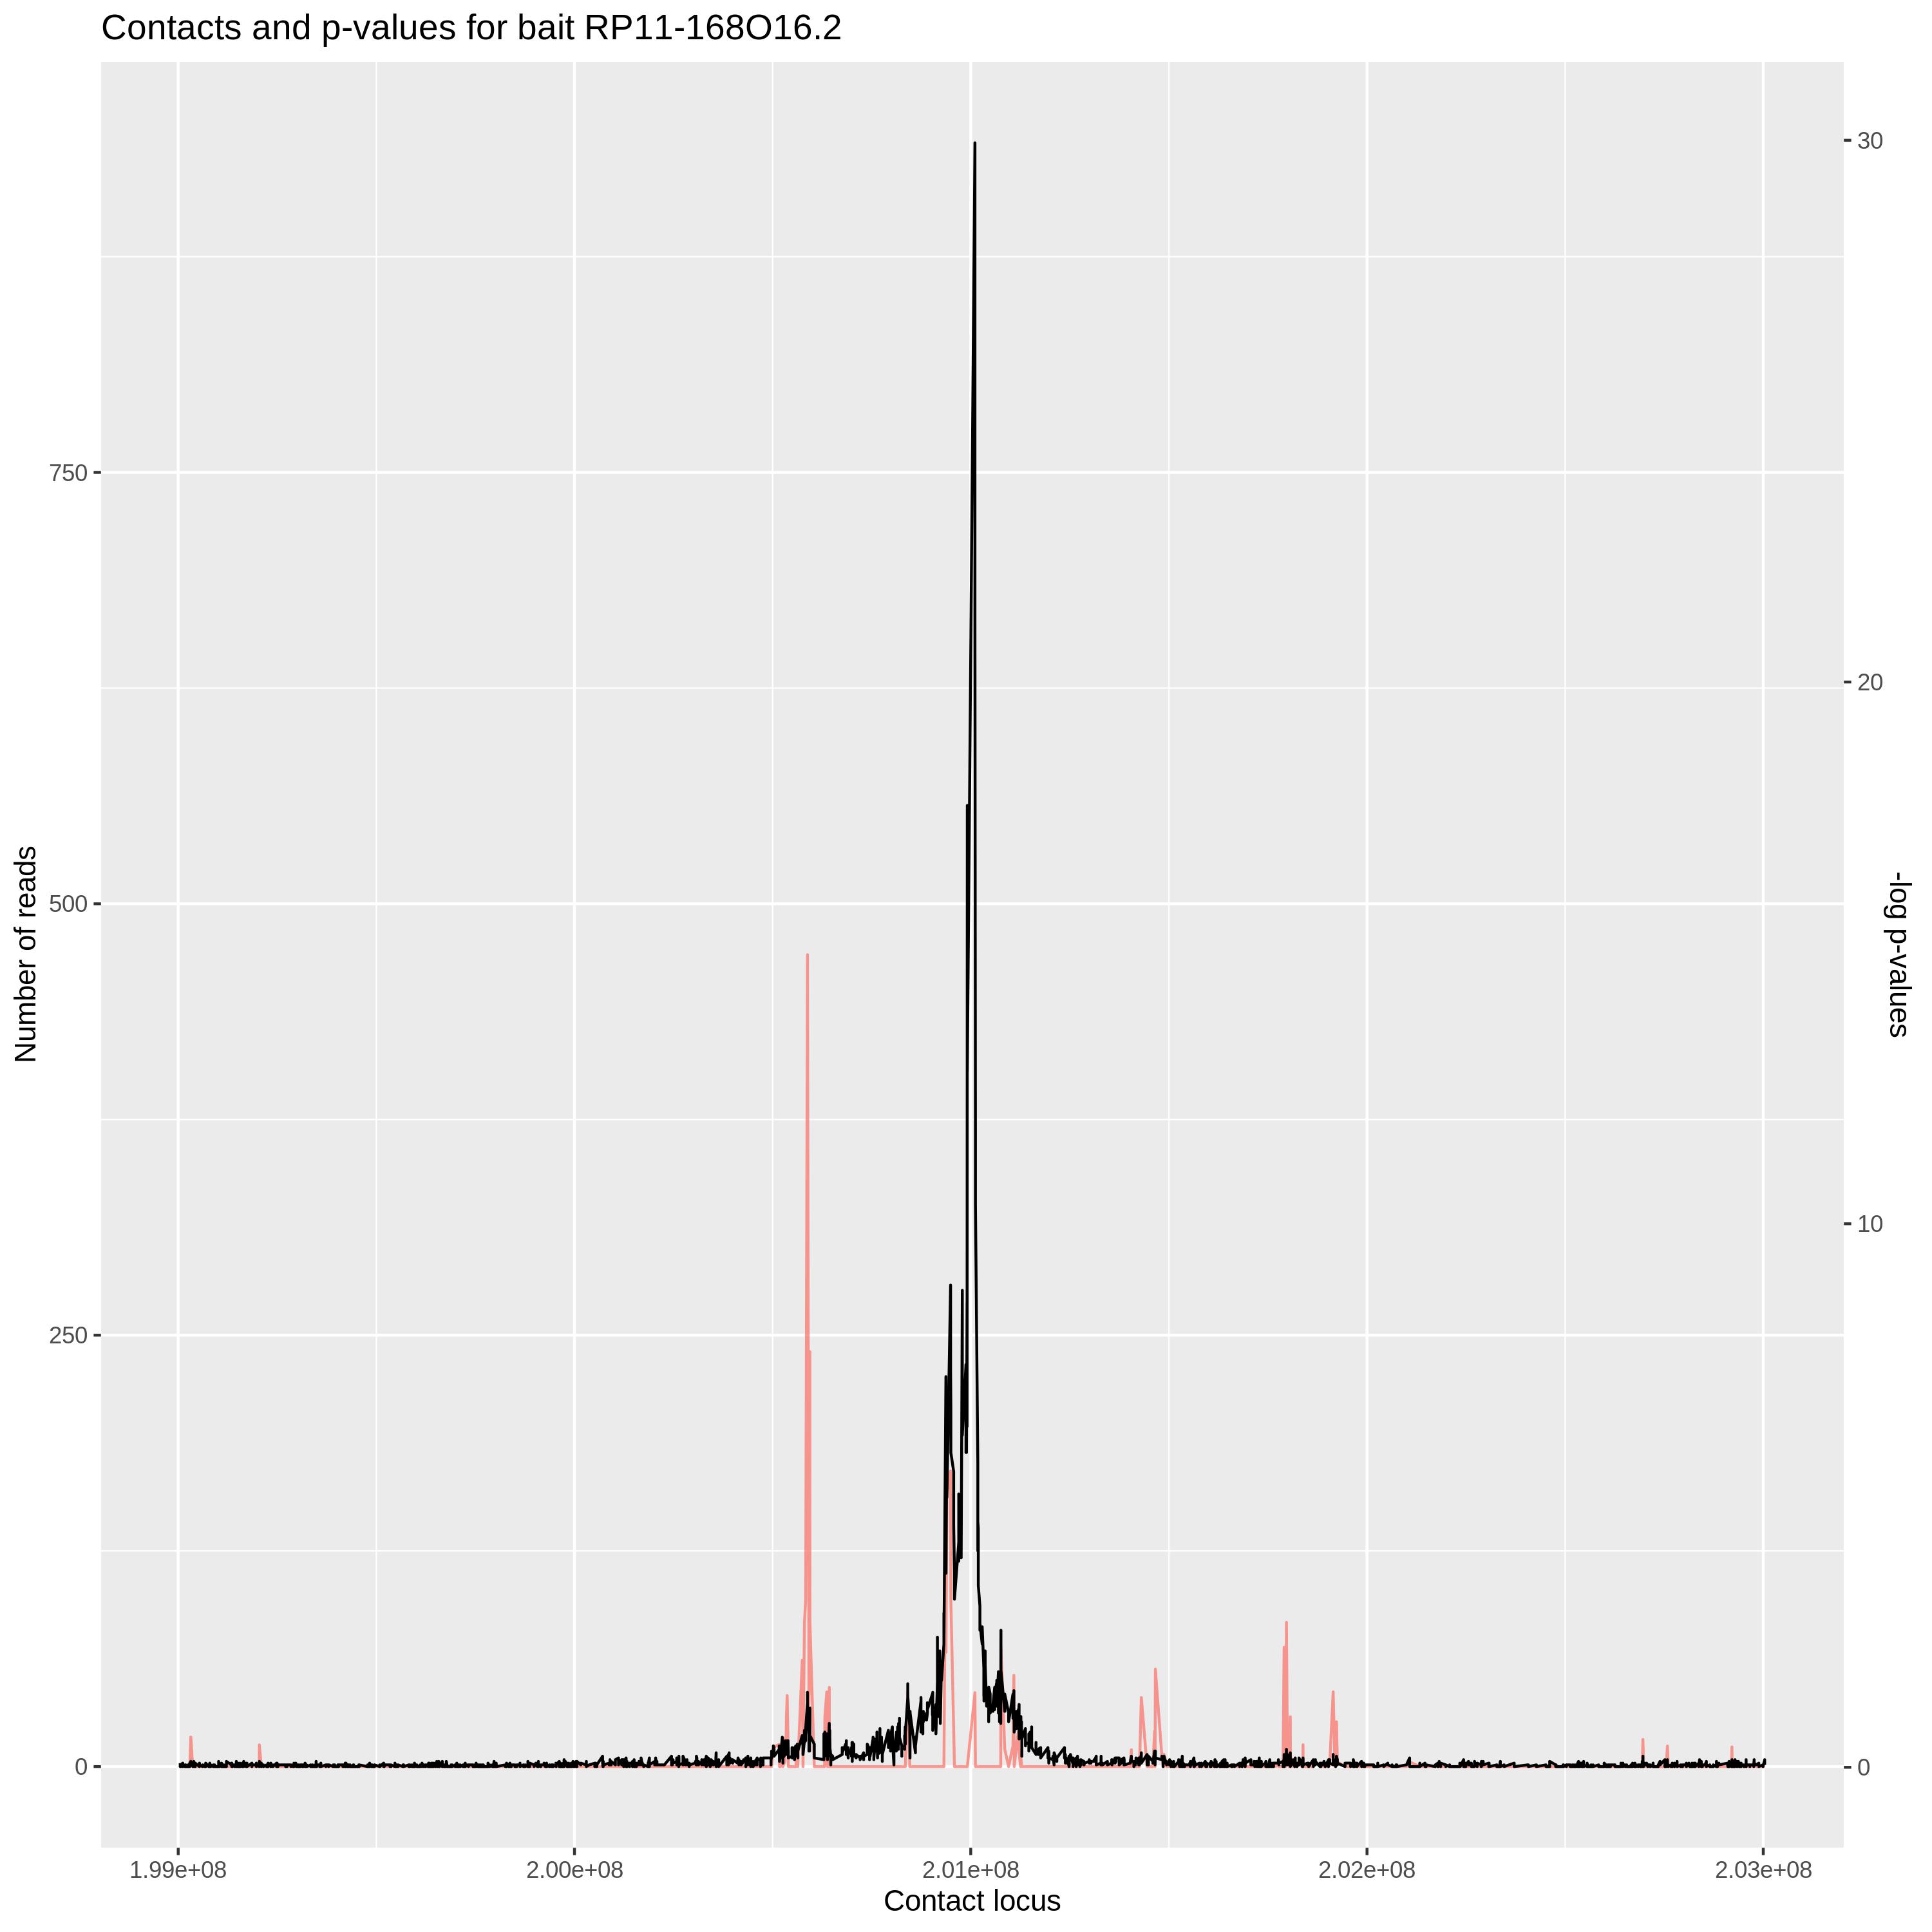 Contacts and p-values for bait RP11-168O16.2
Number of reads
750
500
250
0
30
20
10
0
-log p-values
1.99e+08
2.00e+08
2.01e+08
2.02e+08
2.03e+08
Contact locus